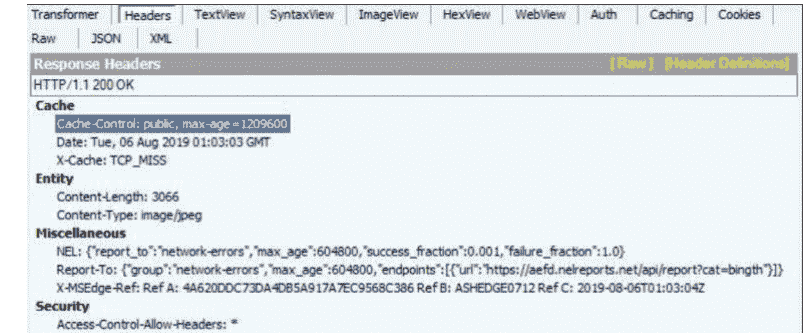 Transformer Headers TextView SyntaxView ImageView HexView WebView Auth Caching Cookies
Raw JSON XML
Response Headers [Raw] [Header Definitions]
HTTP/1.1 200 OK
Cache
Cache-Control: public, max-age=1209600
Date: Tue, 06 Aug 2019 01:03:03 GMT
X-Cache: TCP_MISS
Entity
Content-Length: 3066
Content-Type: image/jpeg
Miscellaneous
NEL: {"report_to":"network-errors","max_age":604800,"success_fraction":0.001,"failure_fraction":1.0}
Report-To: {"group":"network-errors","max_age":604800,"endpoints":[{"url":"https://aefd.nelreports.net/api/report?cat=bingth"}]}
X-MSEdge-Ref: Ref A: 4A620DDC73DA4DB5A917A7EC9568C386 Ref B: ASHEDGE0712 Ref C: 2019-08-06T01:03:04Z
Security
Access-Control-Allow-Headers: *